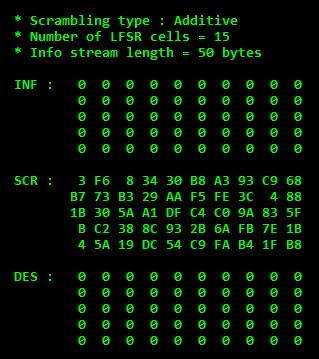 * Scrambling type : Additive
* Number of LFSR cells = 15
* Info stream length = 50 bytes
INF : 0 0 0 0 0 0 0 0 0 0
0 0 0 0 0 0 0 0 0 0
0 0 0 0 0 0 0 0 0 0
0 0 0 0 0 0 0 0 0 0
0 0 0 0 0 0 0 0 0 0
SCR : 3 F6 8 34 30 B8 A3 93 C9 68
B7 73 B3 29 AA F5 FE 3C 4 88
1B 30 5A A1 DF C4 C0 9A 83 5F
B C2 38 8C 93 2B 6A FB 7E 1B
4 5A 19 DC 54 C9 FA B4 1F B8
DES : 0 0 0 0 0 0 0 0 0 0
0 0 0 0 0 0 0 0 0 0
0 0 0 0 0 0 0 0 0 0
0 0 0 0 0 0 0 0 0 0
0 0 0 0 0 0 0 0 0 0